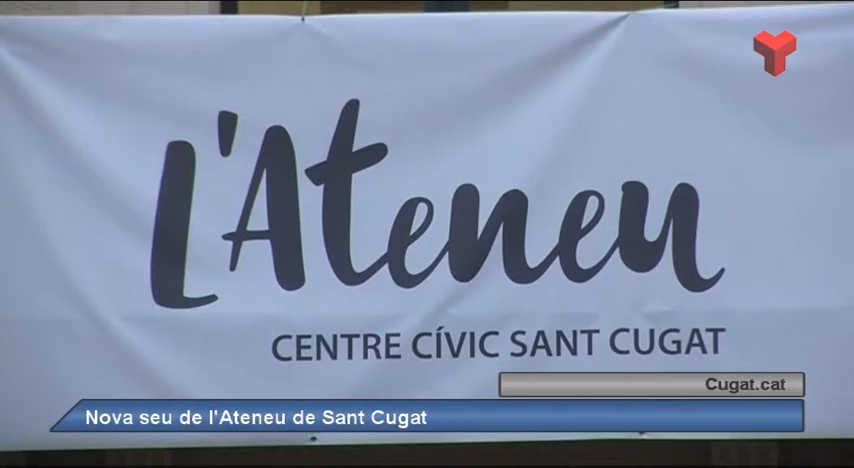 L'Ateneu
CENTRE CÍVIC SANT CUGAT
Cugat.cat
Nova seu de l'Ateneu de Sant Cugat